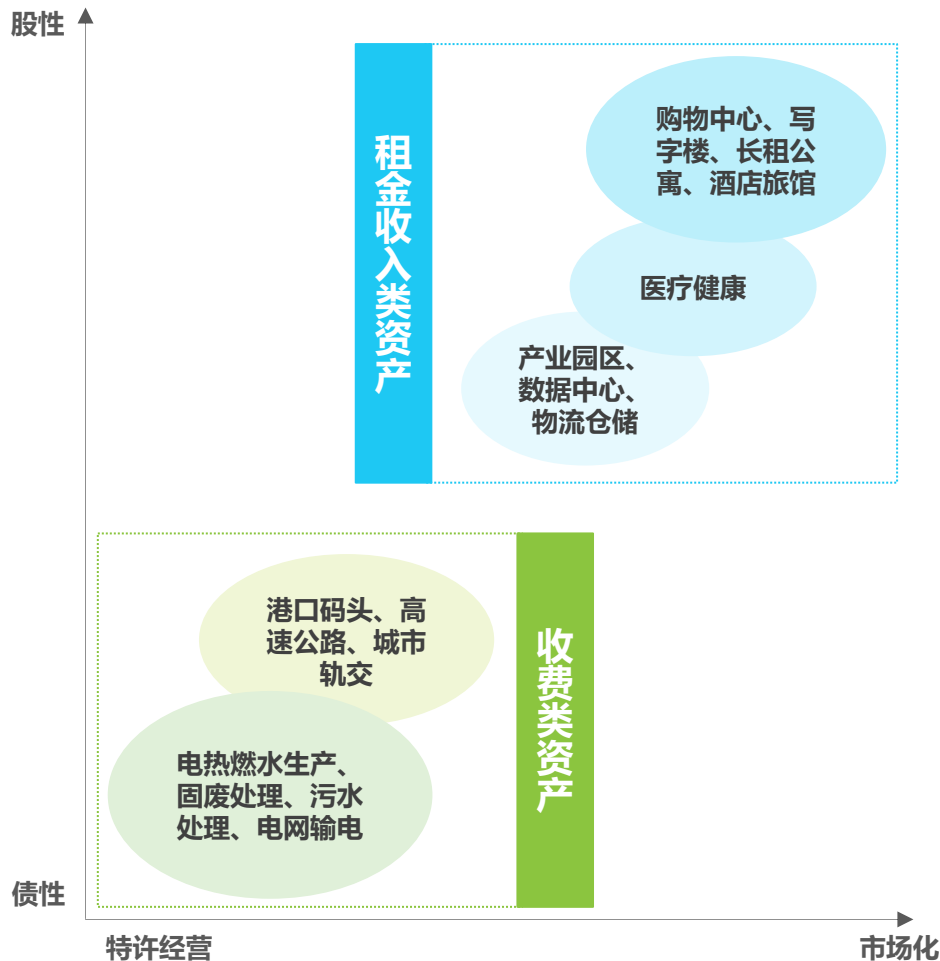 股性
租金收入类资产
购物中心、写
字楼、长租公
寓、酒店旅馆
医疗健康
产业园区、
数据中心、
物流仓储
港口码头、高
速公路、城市
轨交
收费类资产
电热燃水生产、
固废处理、污水
处理、电网输电
债性
特许经营
市场化